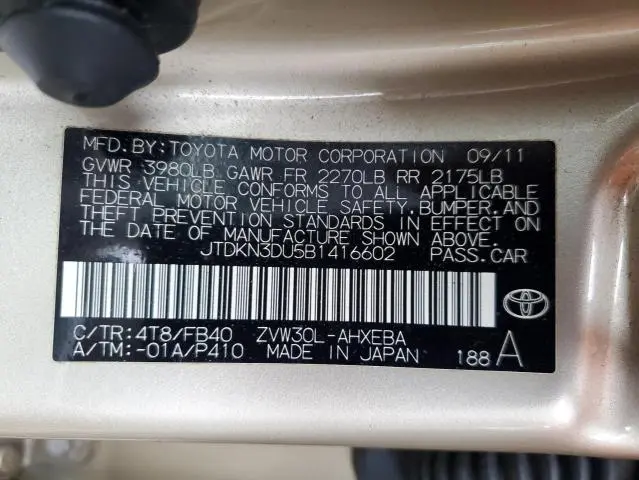 MFD. BY: TOYOTA MOTOR CORPORATION 09/11
GVWR 3980LB GAWR FR 2270LB RR 2175LB
THIS VEHICLE CONFORMS TO ALL APPLICABLE
FEDERAL MOTOR VEHICLE SAFETY, BUMPER, AND
THEFT PREVENTION STANDARDS IN EFFECT ON
THE DATE OF MANUFACTURE SHOWN ABOVE.
JTDKN3DU5B1416602 PASS. CAR
C/TR: 4T8/FB40 ZVW30L-AHXEBA
A/TM: -01A/P410 MADE IN JAPAN 188 A